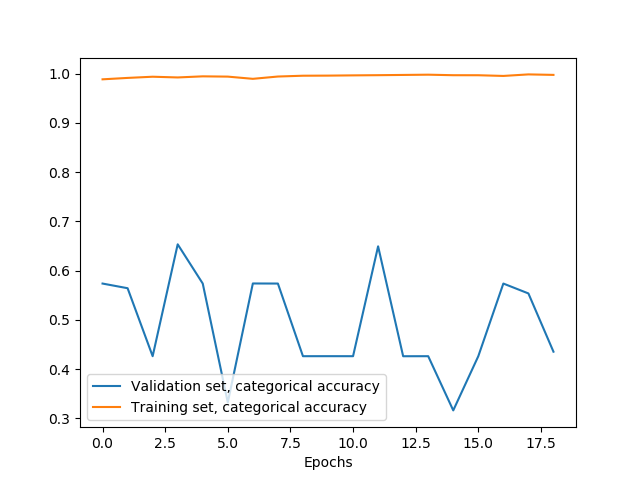 1.0
0.9
0.8
0.7
0.6
0.5
0.4
0.3
Validation set, categorical accuracy
Training set, categorical accuracy
0.0 2.5 5.0 7.5 10.0 12.5 15.0 17.5
Epochs